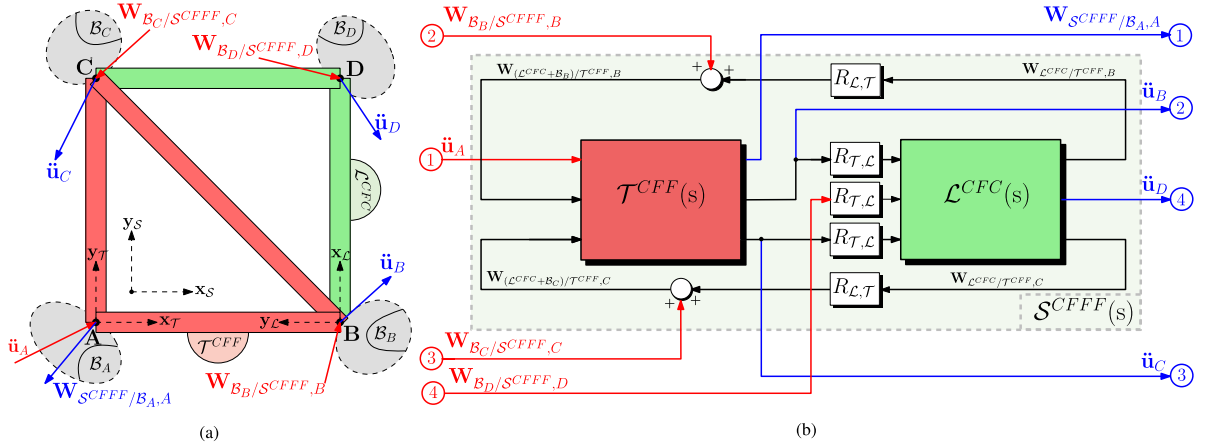 𝓑_C
𝐖_{𝓑_C/𝓢^{CFFF},C}
𝓑_D
𝐖_{𝓑_D/𝓢^{CFFF},D}
C
D
ü_D
ü_C
𝓛^{CFC}
y_𝓢
x_𝓢
y_𝓣
x_𝓛
ü_B
x_𝓣
y_𝓛
A
B
𝓑_B
ü_A
𝓑_A
𝓣^{CFF}
𝐖_{𝓑_B/𝓢^{CFFF},B}
𝐖_{𝓢^{CFFF}/𝓑_A,A}
(a)
𝐖_{𝓑_B/𝓢^{CFFF},B}
2
𝐖_{𝓢^{CFFF}/𝓑_A,A}
1
+ +
𝐖_{(𝓛^{CFC}+𝓑_B)/𝓣^{CFF},B}
R_{𝓛,𝓣}
𝐖_{𝓛^{CFC}/𝓣^{CFF},B}
ü_B
2
ü_A
1
𝓣^{CFF}(s)
R_{𝓣,𝓛}
R_{𝓣,𝓛}
R_{𝓣,𝓛}
𝓛^{CFC}(s)
ü_D
4
𝐖_{(𝓛^{CFC}+𝓑_C)/𝓣^{CFF},C}
R_{𝓛,𝓣}
𝐖_{𝓛^{CFC}/𝓣^{CFF},C}
+ +
𝓢^{CFFF}(s)
𝐖_{𝓑_C/𝓢^{CFFF},C}
3
𝐖_{𝓑_D/𝓢^{CFFF},D}
4
ü_C
3
(b)